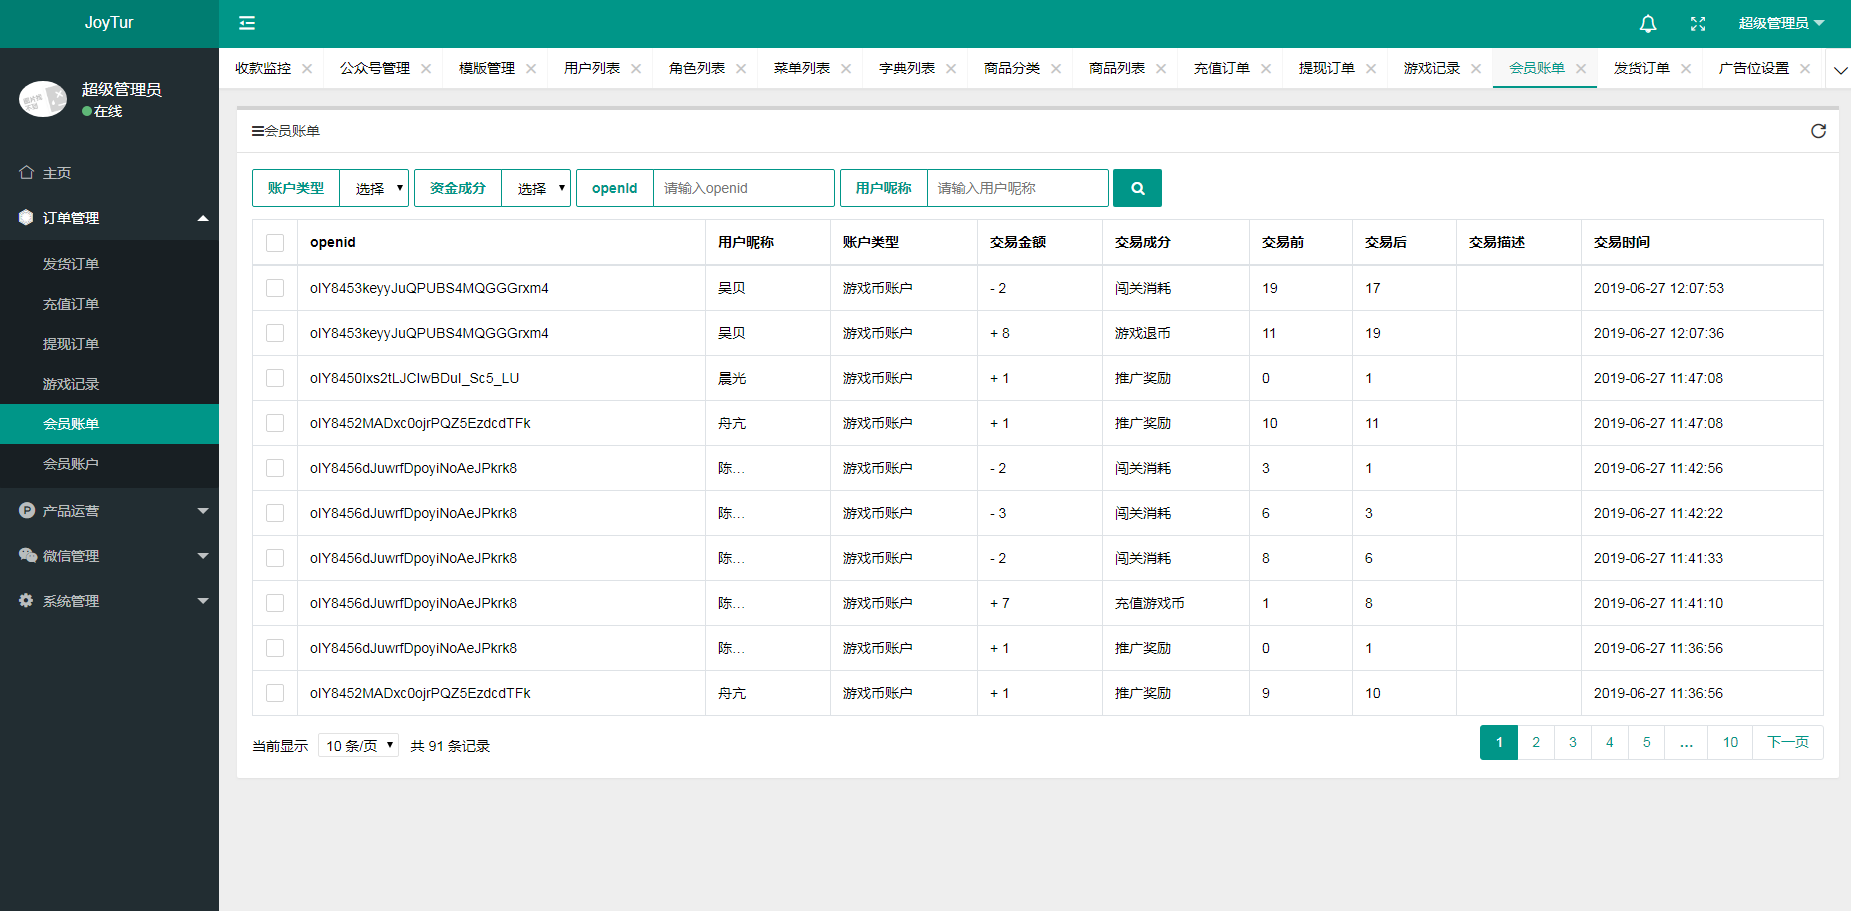 JoyTur
超级管理员
收款监控 公众号管理 模版管理 用户列表 角色列表 菜单列表 字典列表 商品分类 商品列表 充值订单 提现订单 游戏记录 会员账单 发货订单 广告位设置
超级管理员
在线
主页
订单管理
发货订单
充值订单
提现订单
游戏记录
会员账单
会员账户
产品运营
微信管理
系统管理
会员账单
账户类型 选择 资金成分 选择 openid 请输入openid 用户昵称 请输入用户昵称
openid 用户昵称 账户类型 交易金额 交易成分 交易前 交易后 交易描述 交易时间
oIY8453keyyJuQPUBS4MQGGGrxm4 吴贝 游戏币账户 - 2 闯关消耗 19 17 2019-06-27 12:07:53
oIY8453keyyJuQPUBS4MQGGGrxm4 吴贝 游戏币账户 + 8 游戏退币 11 19 2019-06-27 12:07:36
oIY8450Ixs2tLJCIwBDuI_Sc5_LU 晨光 游戏币账户 + 1 推广奖励 0 1 2019-06-27 11:47:08
oIY8452MADxc0ojrPQZ5EzdcdTFk 舟亢 游戏币账户 + 1 推广奖励 10 11 2019-06-27 11:47:08
oIY8456dJuwrfDpoyiNoAeJPkrk8 陈... 游戏币账户 - 2 闯关消耗 3 1 2019-06-27 11:42:56
oIY8456dJuwrfDpoyiNoAeJPkrk8 陈... 游戏币账户 - 3 闯关消耗 6 3 2019-06-27 11:42:22
oIY8456dJuwrfDpoyiNoAeJPkrk8 陈... 游戏币账户 - 2 闯关消耗 8 6 2019-06-27 11:41:33
oIY8456dJuwrfDpoyiNoAeJPkrk8 陈... 游戏币账户 + 7 充值游戏币 1 8 2019-06-27 11:41:10
oIY8456dJuwrfDpoyiNoAeJPkrk8 陈... 游戏币账户 + 1 推广奖励 0 1 2019-06-27 11:36:56
oIY8452MADxc0ojrPQZ5EzdcdTFk 舟亢 游戏币账户 + 1 推广奖励 9 10 2019-06-27 11:36:56
当前显示 10 条/页 共 91 条记录
1 2 3 4 5 ... 10 下一页